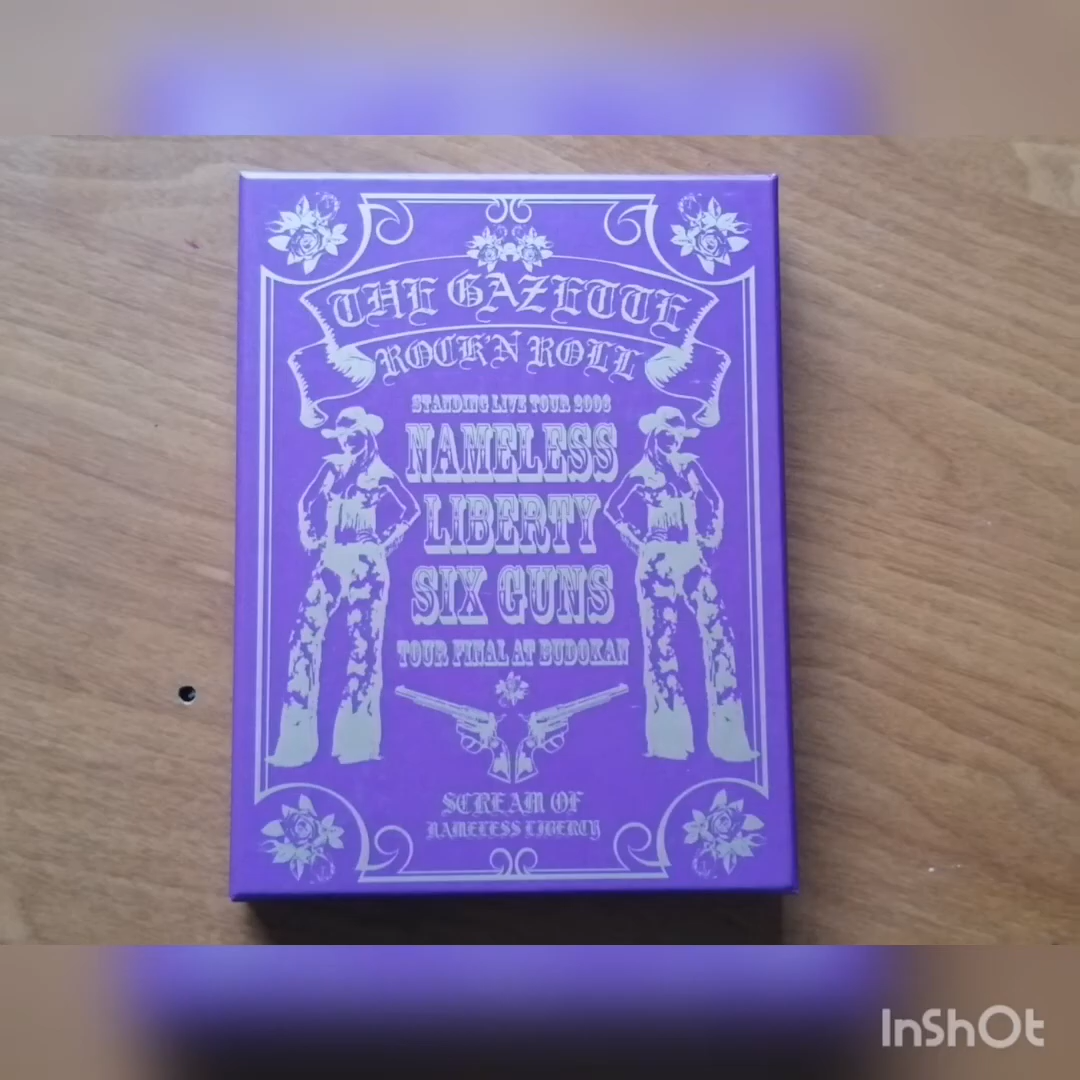 THE GAZETTE
ROCK'N ROLL
STANDING LIVE TOUR 2006
NAMELESS
LIBERTY
SIX GUNS
TOUR FINAL AT BUDOKAN
SCREAM OF
NAMELESS LIBERTY
InShOt